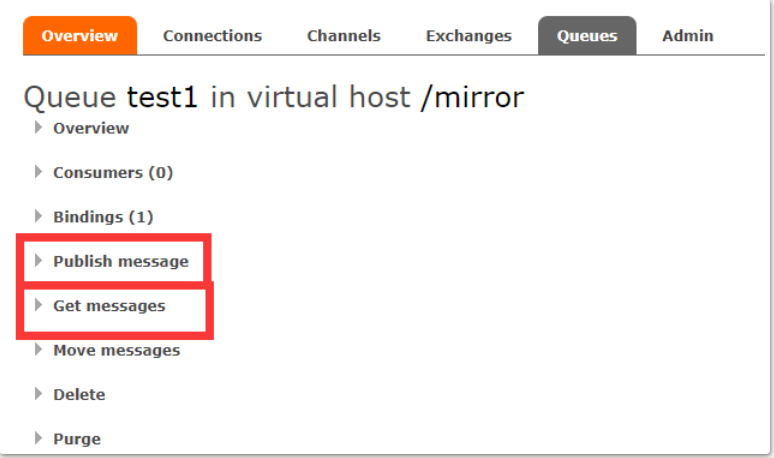 Overview Connections Channels Exchanges Queues Admin
Queue test1 in virtual host /mirror
Overview
Consumers (0)
Bindings (1)
Publish message
Get messages
Move messages
Delete
Purge